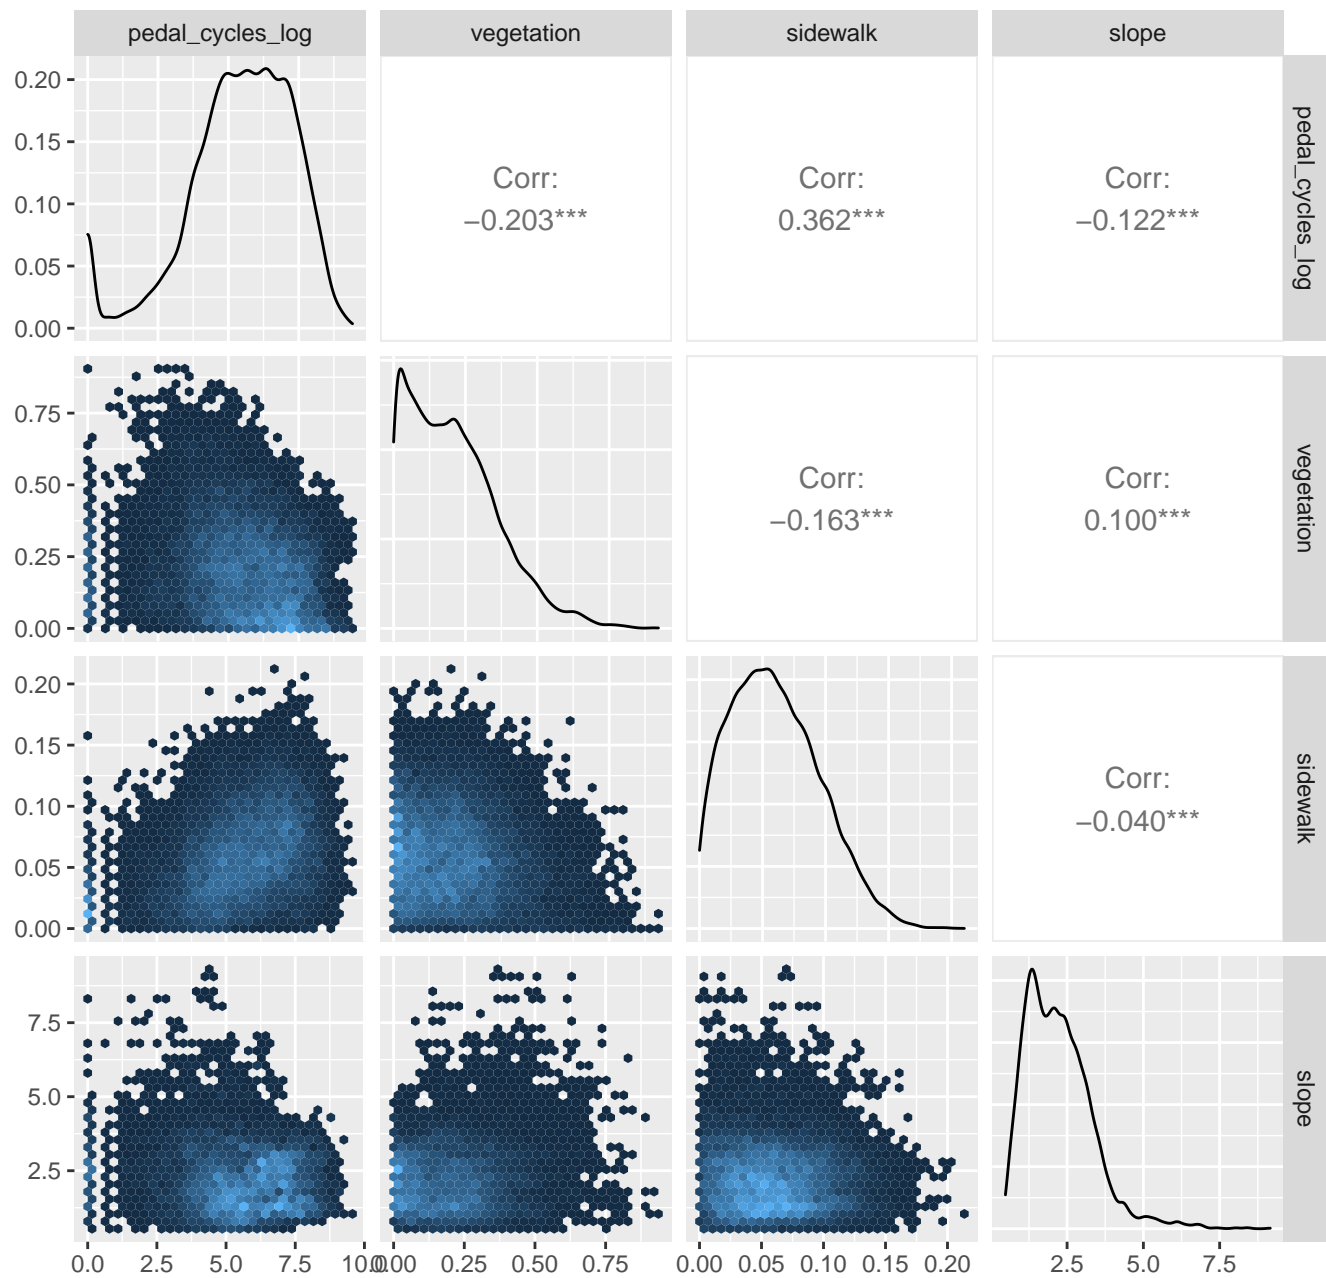 pedal_cycles_log vegetation sidewalk slope
0.20
0.15
0.10
0.05
0.00
Corr:
−0.203***
Corr:
0.362***
Corr:
−0.122***
pedal_cycles_log
0.75
0.50
0.25
0.00
Corr:
−0.163***
Corr:
0.100***
vegetation
0.20
0.15
0.10
0.05
0.00
Corr:
−0.040***
sidewalk
7.5
5.0
2.5
slope
0.0 2.5 5.0 7.5 10.0 0.00 0.25 0.50 0.75 0.00 0.05 0.10 0.15 0.20 2.5 5.0 7.5